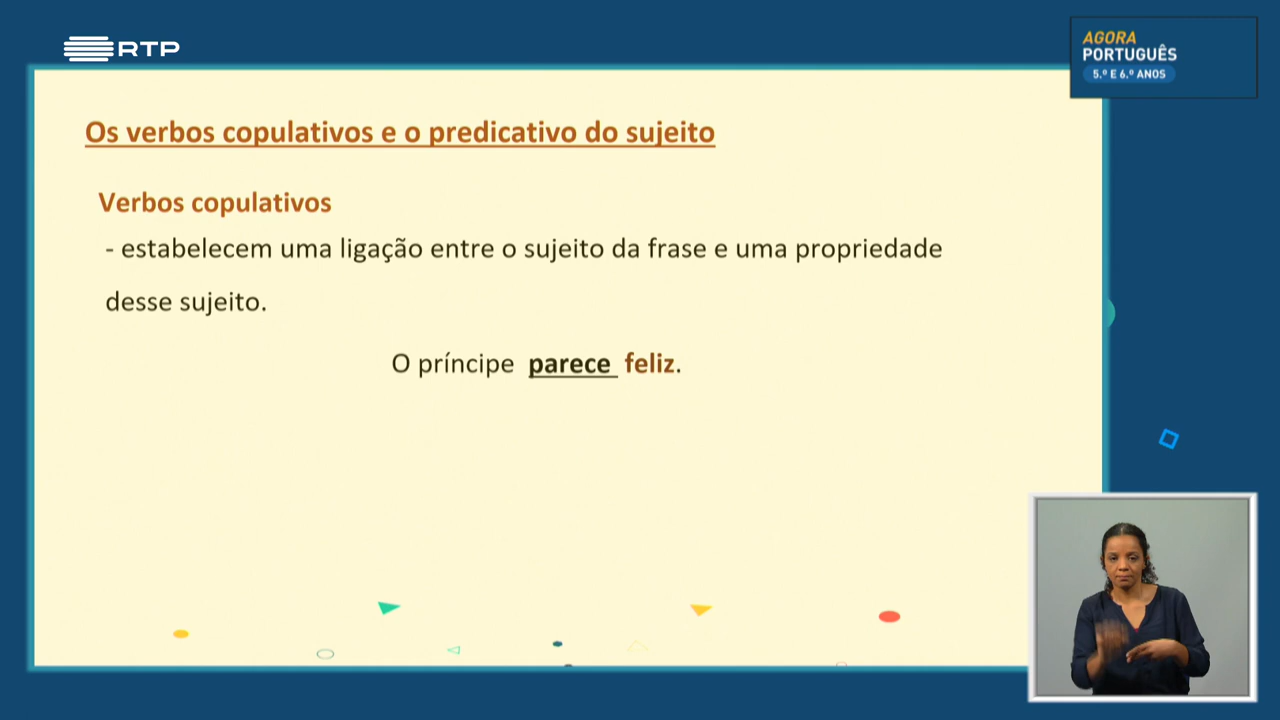 RTP
AGORA
PORTUGUÊS
5.º E 6.º ANOS
Os verbos copulativos e o predicativo do sujeito
Verbos copulativos
- estabelecem uma ligação entre o sujeito da frase e uma propriedade
desse sujeito.
O príncipe parece feliz.